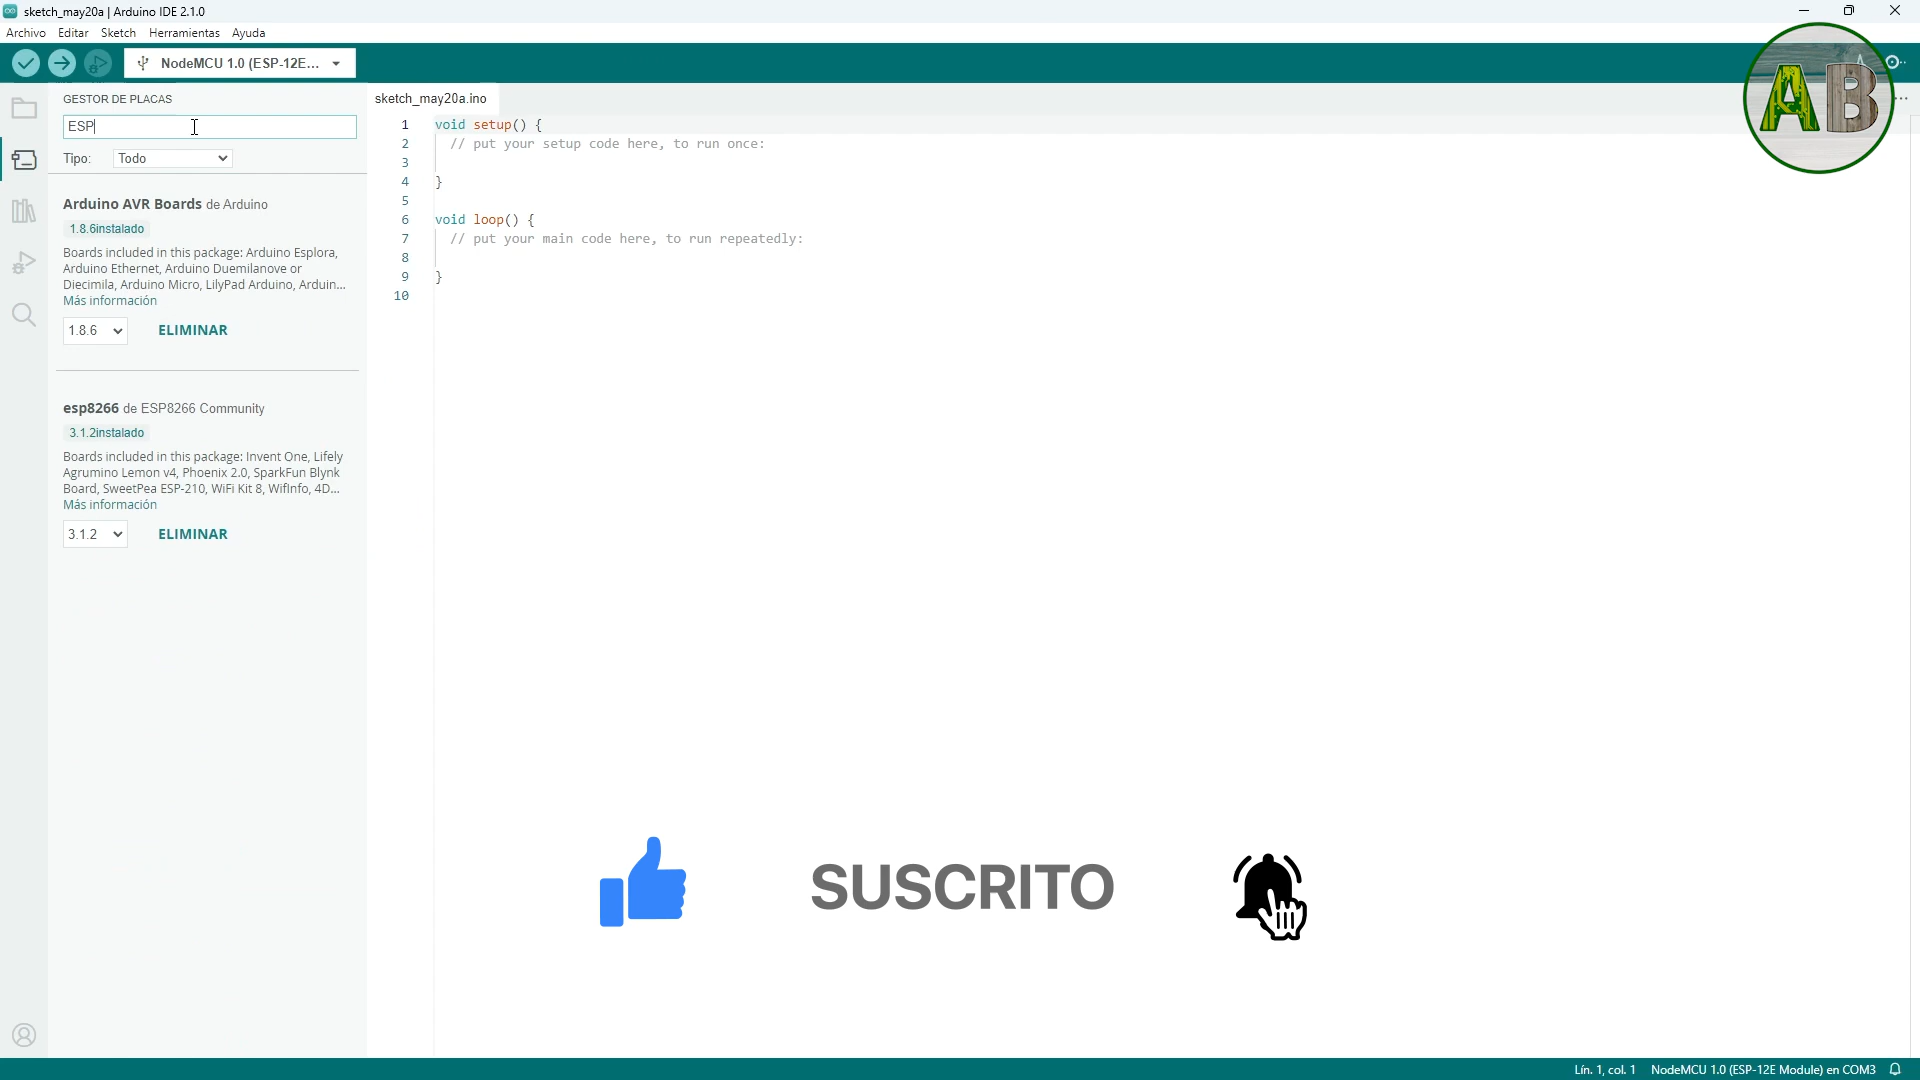 sketch_may20a | Arduino IDE 2.1.0
Archivo Editar Sketch Herramientas Ayuda
NodeMCU 1.0 (ESP-12E...
GESTOR DE PLACAS
ESP
Tipo: Todo
Arduino AVR Boards de Arduino
1.8.6instalado
Boards included in this package: Arduino Esplora,
Arduino Ethernet, Arduino Duemilanove or
Diecimila, Arduino Micro, LilyPad Arduino, Arduin...
Más información
1.8.6 ELIMINAR
esp8266 de ESP8266 Community
3.1.2instalado
Boards included in this package: Invent One, Lifely
Agrumino Lemon v4, Phoenix 2.0, SparkFun Blynk
Board, SweetPea ESP-210, WiFi Kit 8, WifInfo, 4D...
Más información
3.1.2 ELIMINAR
sketch_may20a.ino
1 void setup() {
2 // put your setup code here, to run once:
3
4 }
5
6 void loop() {
7 // put your main code here, to run repeatedly:
8
9 }
10
AB
SUSCRITO
Lín. 1, col. 1 NodeMCU 1.0 (ESP-12E Module) en COM3